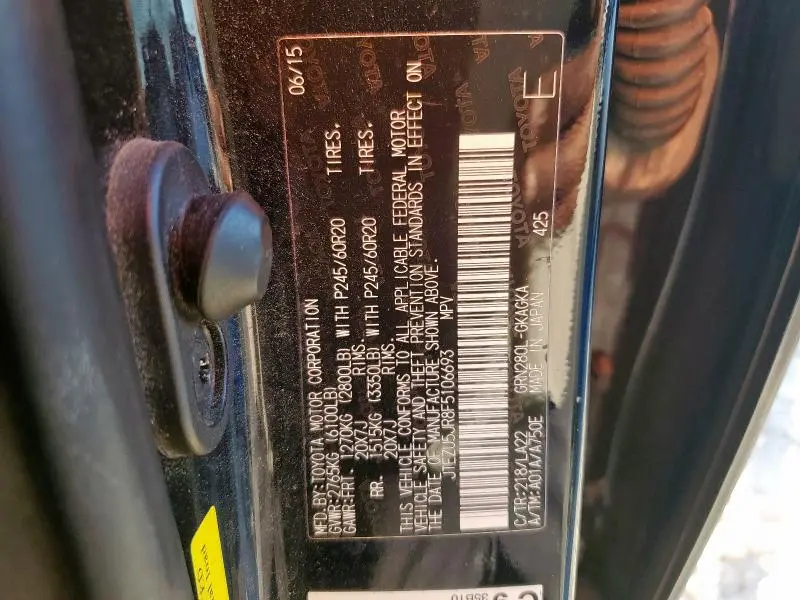 MFD.BY:TOYOTA MOTOR CORPORATION 06/15
GVWR:2765KG (6100LB)
GAWR:FRT. 1270KG (2800LB) WITH P245/60R20 TIRES,
20X7J RIMS,
RR. 1515KG (3350LB) WITH P245/60R20 TIRES,
20X7J RIMS.
THIS VEHICLE CONFORMS TO ALL APPLICABLE FEDERAL MOTOR
VEHICLE SAFETY AND THEFT PREVENTION STANDARDS IN EFFECT ON
THE DATE OF MANUFACTURE SHOWN ABOVE.
JTEZU5JR8F5106693 MPV
C/TR:218/LA22 GRN280L-GKAGKA 425
A/TM:A01A/A750E MADE IN JAPAN
E
TOYOTA
35B10